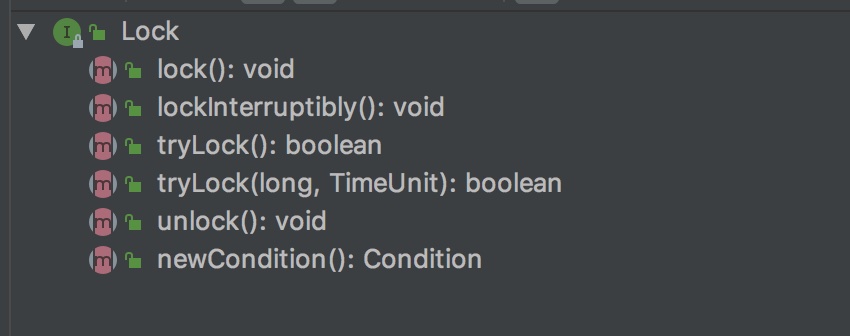 Lock
lock(): void
lockInterruptibly(): void
tryLock(): boolean
tryLock(long, TimeUnit): boolean
unlock(): void
newCondition(): Condition